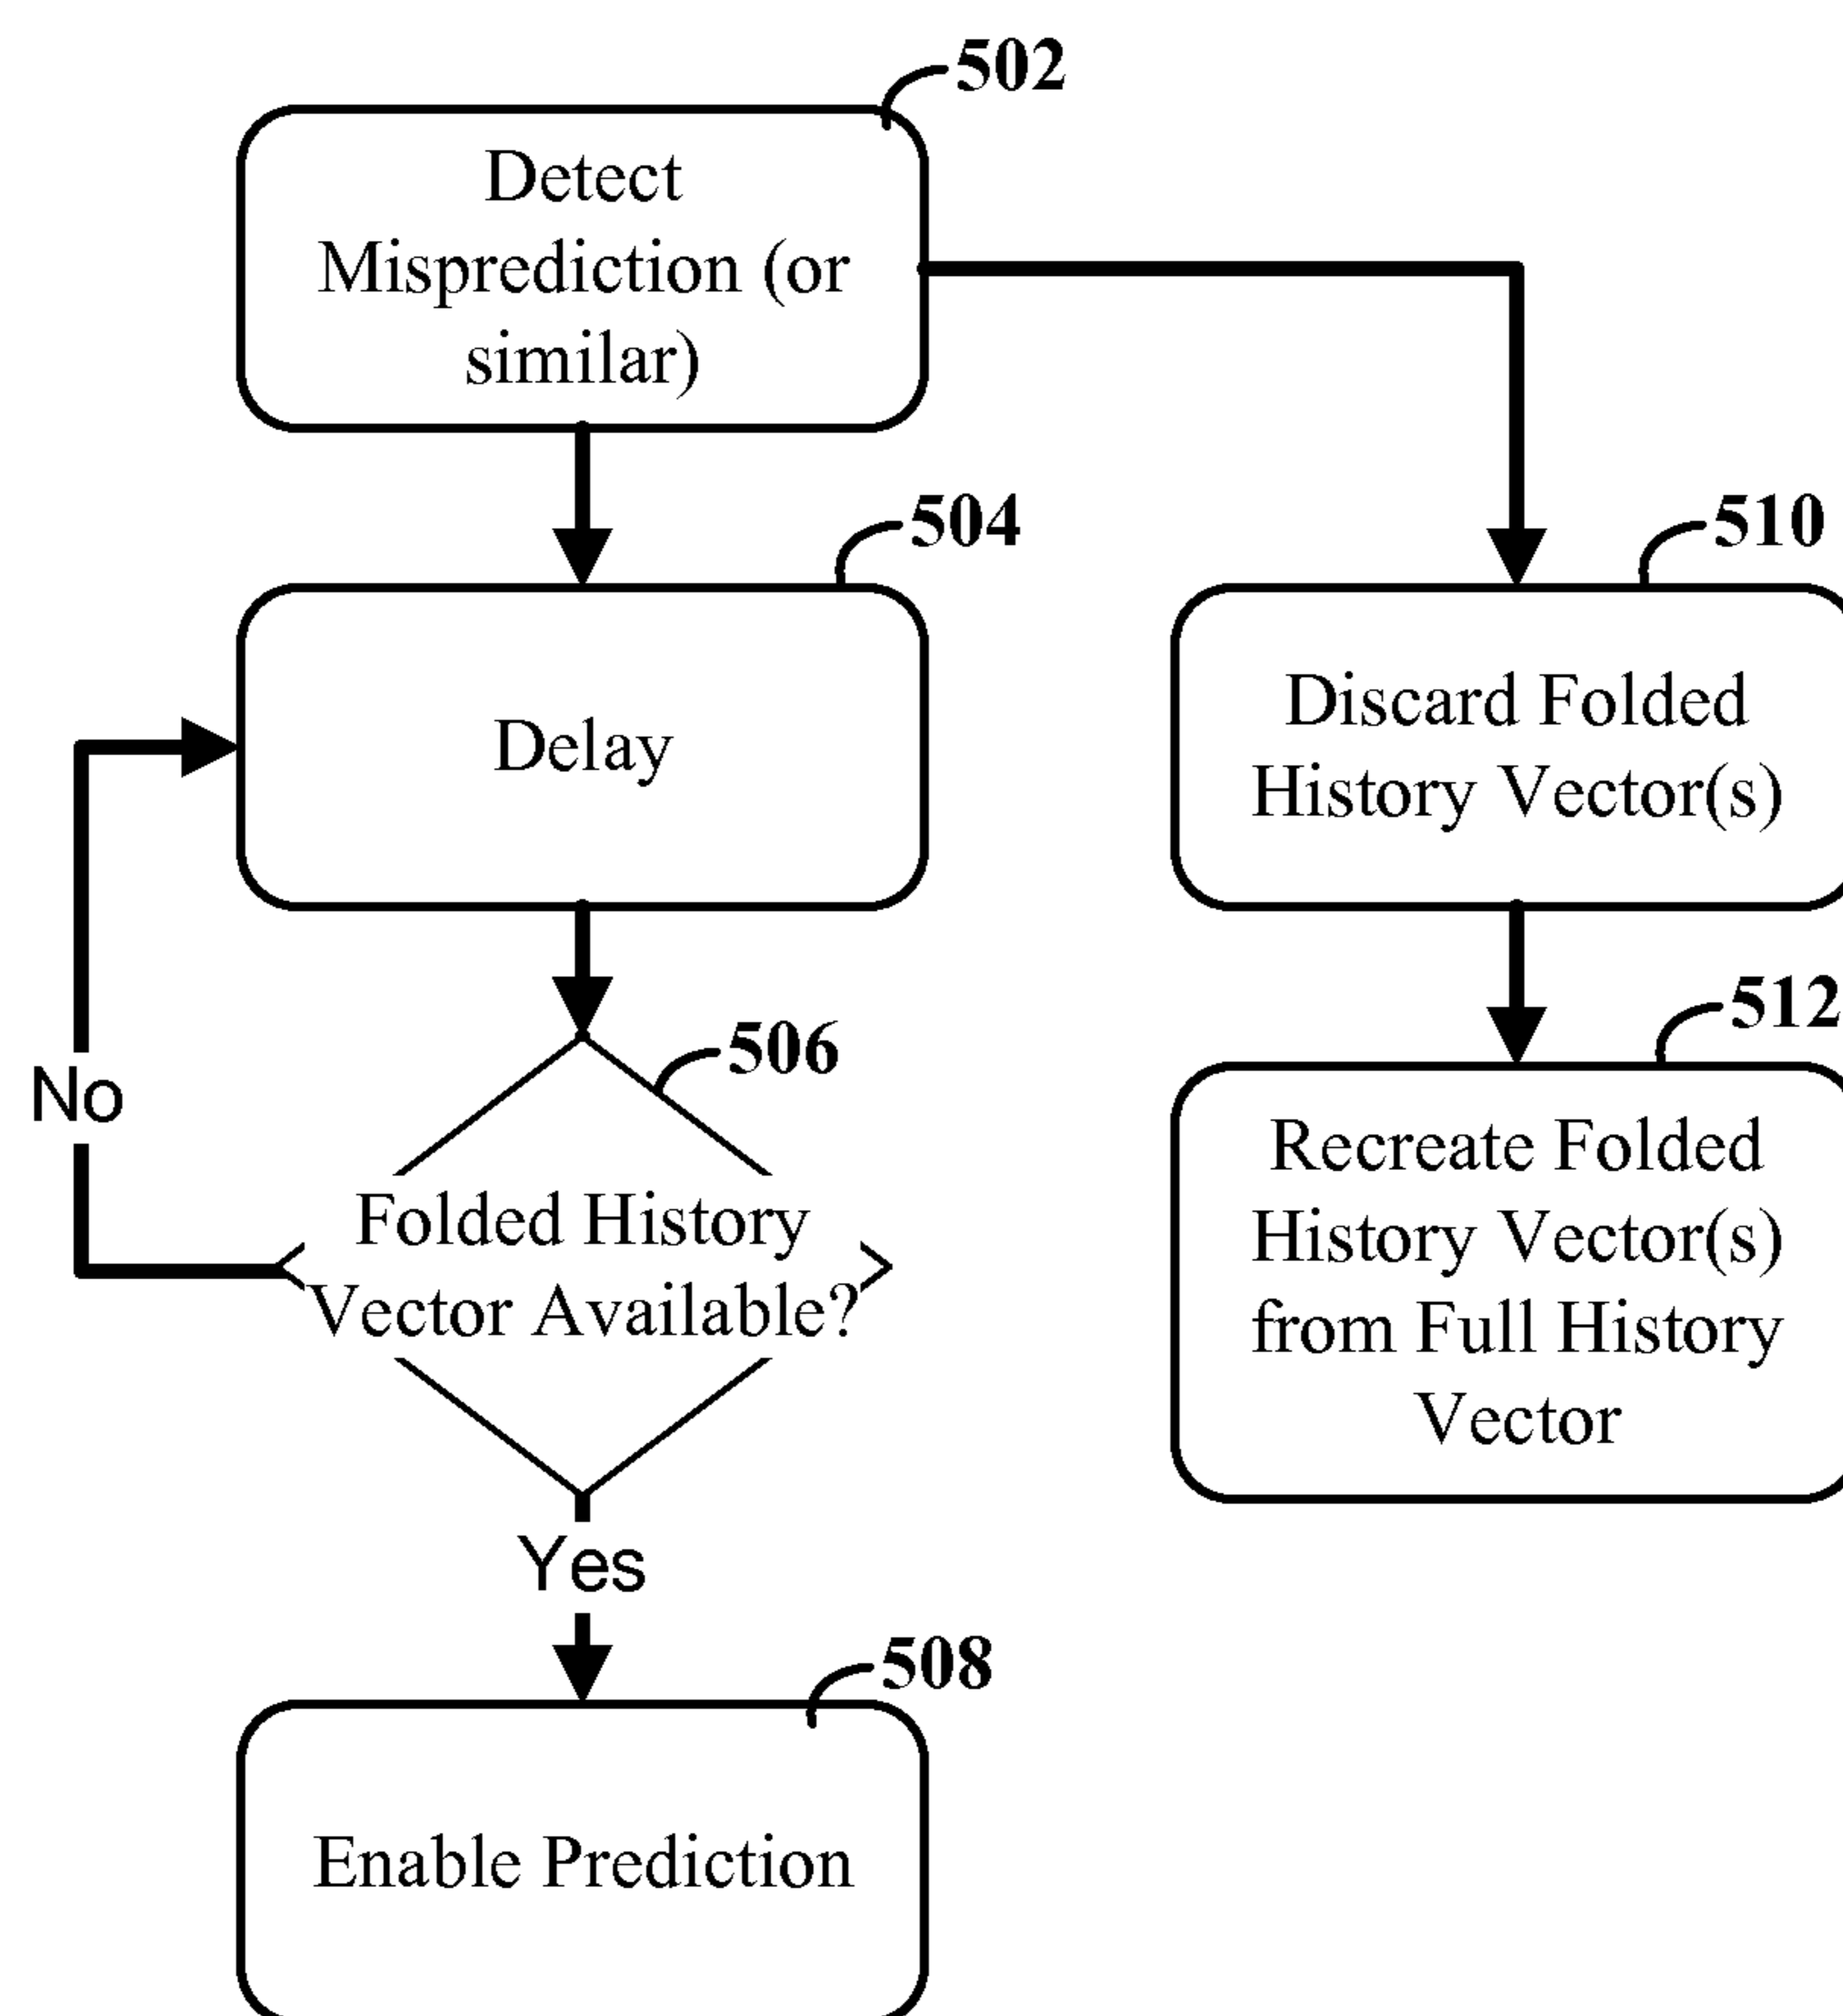 502
Detect
Misprediction (or
similar)
504
Delay
506
Folded History
Vector Available?
No
Yes
508
Enable Prediction
510
Discard Folded
History Vector(s)
512
Recreate Folded
History Vector(s)
from Full History
Vector